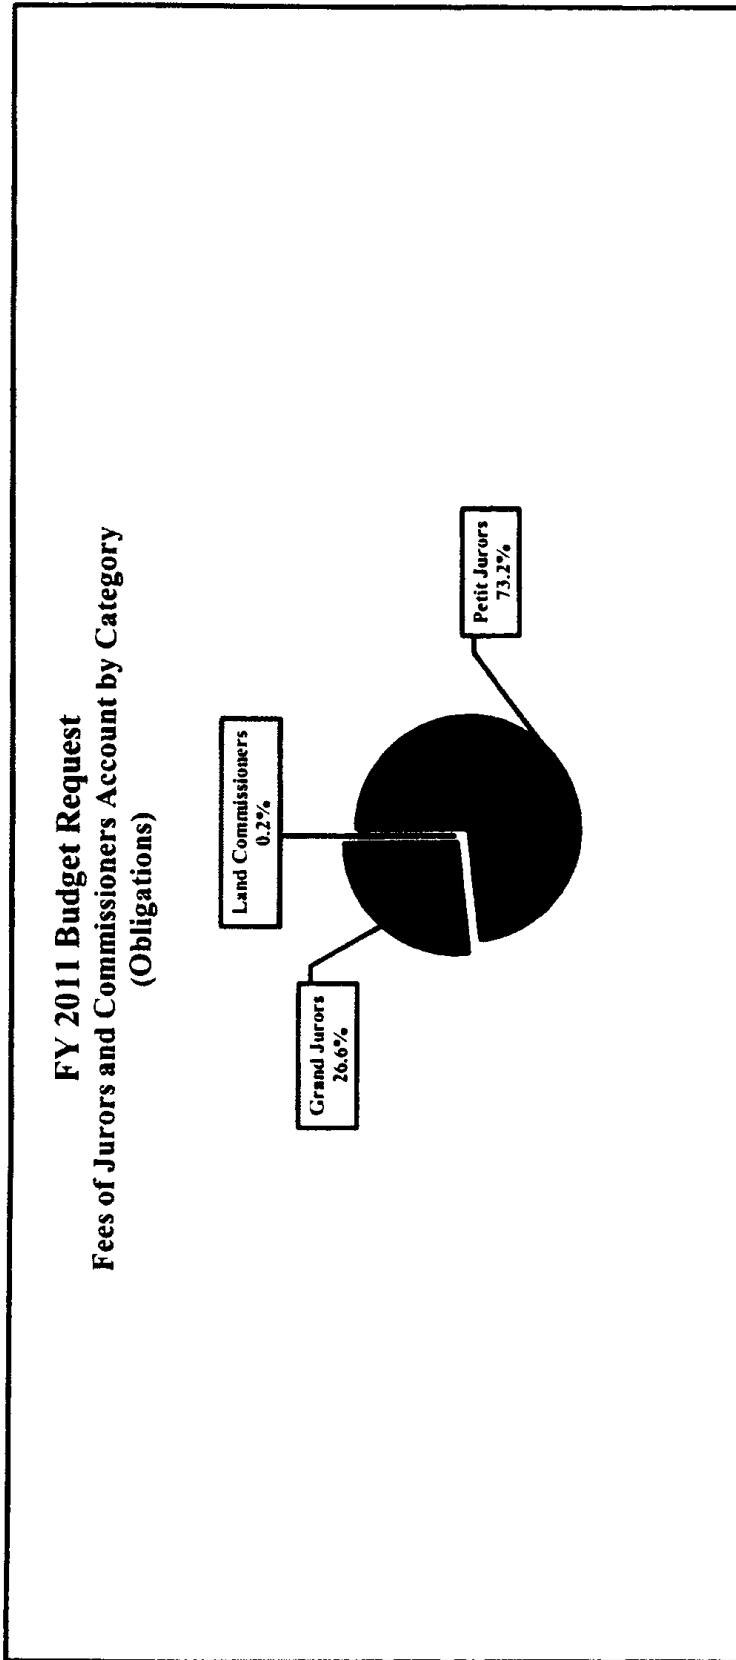 FY 2011 Budget Request
Fees of Jurors and Commissioners Account by Category
(Obligations)
Land Commissioners
0.2%
Grand Jurors
26.6%
Petit Jurors
73.2%